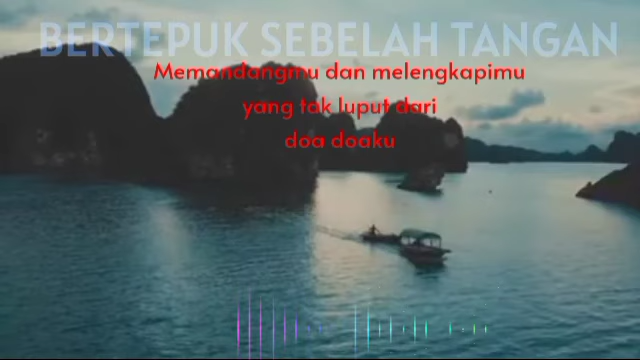 BERTEPUK SEBELAH TANGAN
Memandangmu dan melengkapimu
yang tak luput dari
doa doaku